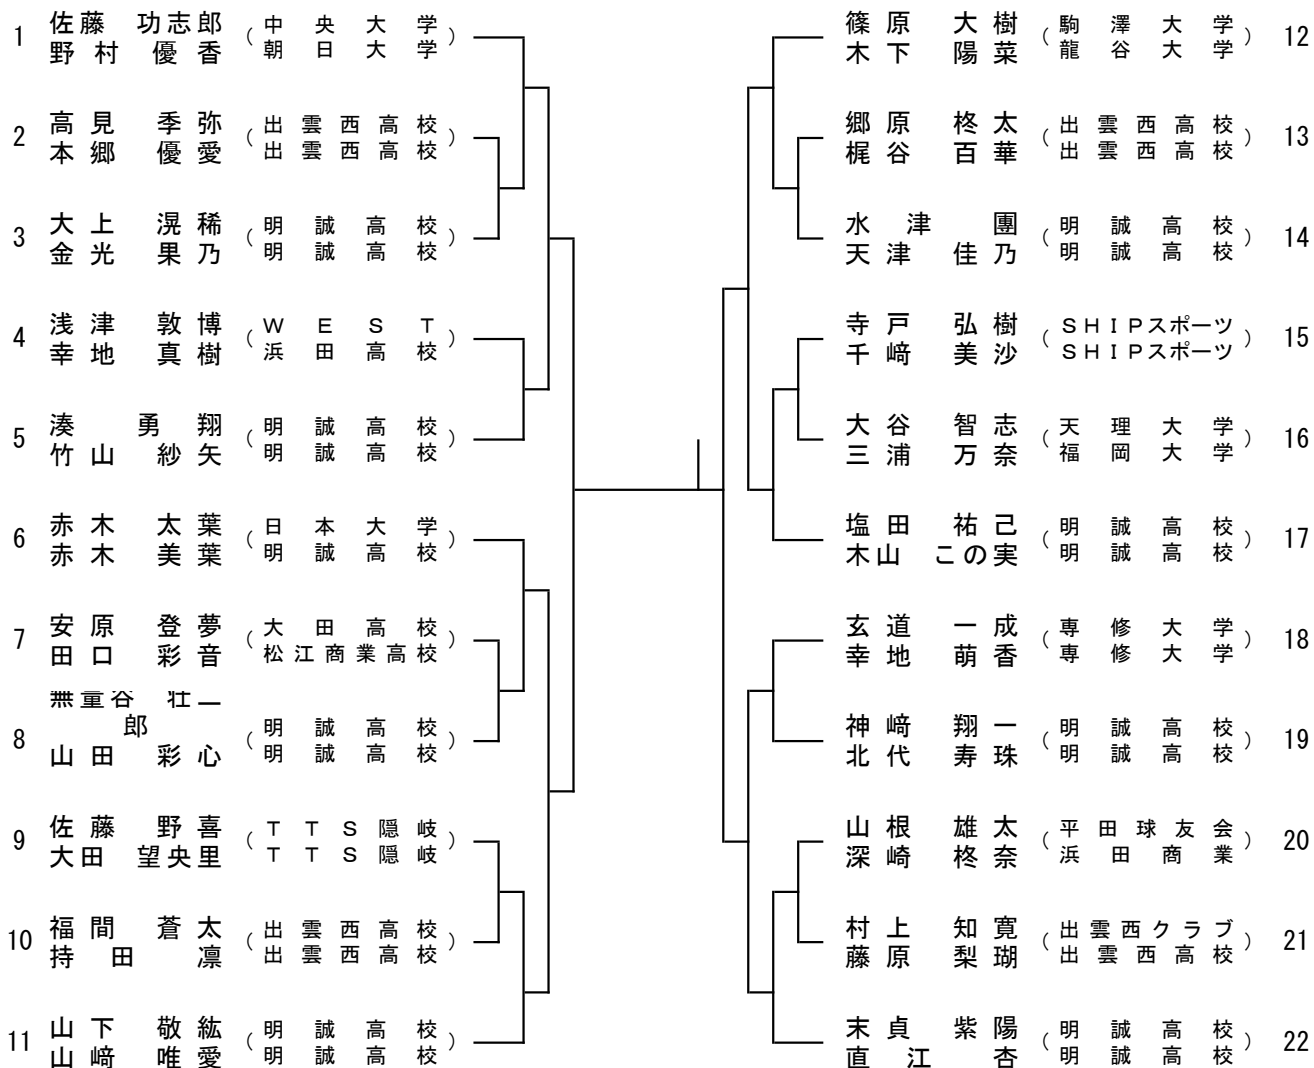 1 佐藤 功志郎 (中央大学)
野村 優香 (朝日大学)
2 高見 季弥 (出雲西高校)
本郷 優愛 (出雲西高校)
3 大上 滉稀 (明誠高校)
金光 果乃 (明誠高校)
4 浅津 敦博 (WEST)
幸地 真樹 (浜田高校)
5 湊 勇翔 (明誠高校)
竹山 紗矢 (明誠高校)
6 赤木 太葉 (日本大学)
赤木 美葉 (明誠高校)
7 安原 登夢 (大田高校)
田口 彩音 (松江商業高校)
8 無量谷 壮二
郎 (明誠高校)
山田 彩心 (明誠高校)
9 佐藤 野喜 (TTS隠岐)
大田 望央里 (TTS隠岐)
10 福間 蒼太 (出雲西高校)
持田 凛 (出雲西高校)
11 山下 敬紘 (明誠高校)
山﨑 唯愛 (明誠高校)
篠原 大樹 (駒澤大学) 12
木下 陽菜 (龍谷大学)
郷原 柊太 (出雲西高校) 13
梶谷 百華 (出雲西高校)
水津 團 (明誠高校) 14
天津 佳乃 (明誠高校)
寺戸 弘樹 (SHIPスポーツ) 15
千﨑 美沙 (SHIPスポーツ)
大谷 智志 (天理大学) 16
三浦 万奈 (福岡大学)
塩田 祐己 (明誠高校) 17
木山 この実 (明誠高校)
玄道 一成 (専修大学) 18
幸地 萌香 (専修大学)
神﨑 翔一 (明誠高校) 19
北代 寿珠 (明誠高校)
山根 雄太 (平田球友会) 20
深崎 柊奈 (浜田商業)
村上 知寛 (出雲西クラブ) 21
藤原 梨瑚 (出雲西高校)
末貞 紫陽 (明誠高校) 22
直江 杏 (明誠高校)